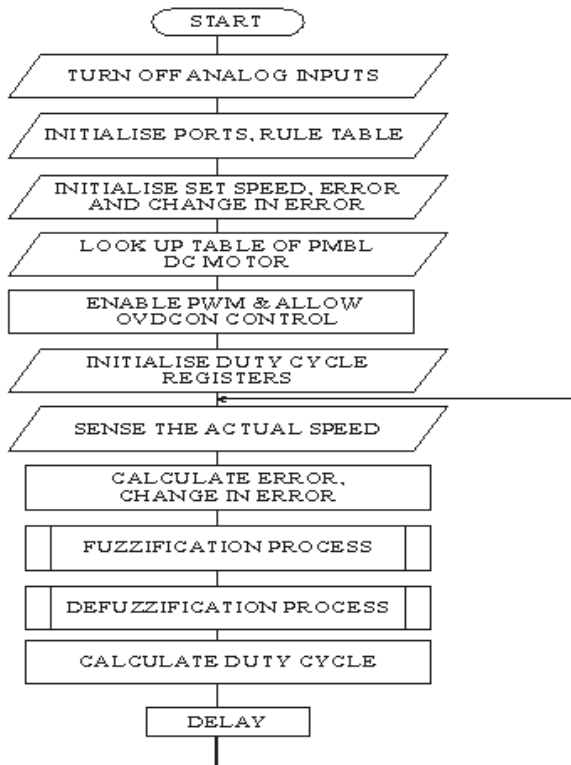 START
TURN OFF ANALOG INPUTS
INITIALISE PORTS, RULE TABLE
INITIALISE SET SPEED, ERROR
AND CHANGE IN ERROR
LOOK UP TABLE OF PMBL
DC MOTOR
ENABLE PWM & ALLOW
OVDCON CONTROL
INITIALISE DUTY CYCLE
REGISTERS
SENSE THE ACTUAL SPEED
CALCULATE ERROR,
CHANGE IN ERROR
FUZZIFICATION PROCESS
DEFUZZIFICATION PROCESS
CALCULATE DUTY CYCLE
DELAY